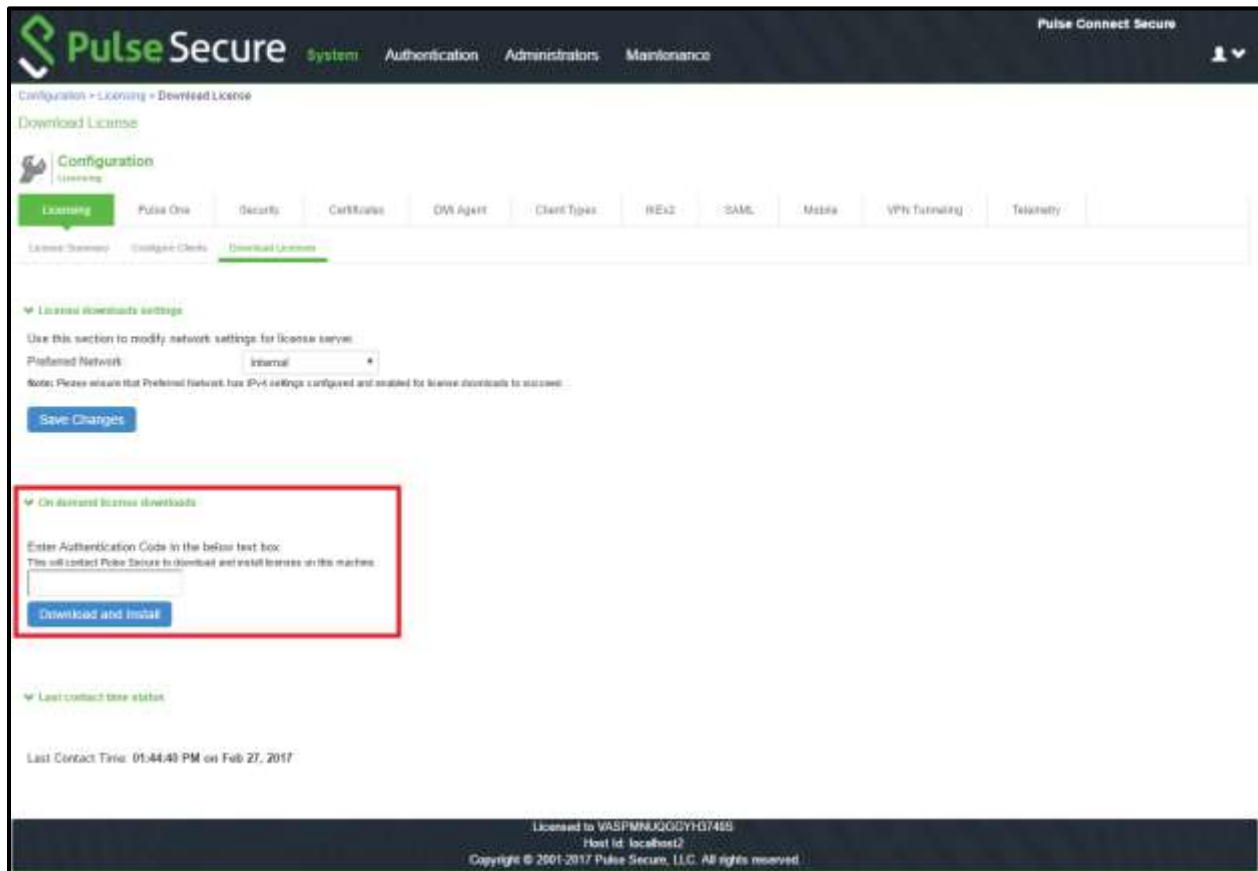 Pulse Connect Secure
Pulse Secure System Authentication Administrators Maintenance
Configuration > Licensing > Download License
Download License
Configuration
Licensing
Licensing Pulse One Security Certificates DMI Agent Client Types IKEv2 SAML Mobile VPN Tunneling Telemetry
License Summary Configure Clients Download Licenses
License downloads settings
Use this section to modify network settings for license server.
Preferred Network Internal
Note: Please ensure that Preferred Network has IPv4 settings configured and enabled for license downloads to succeed
Save Changes
On demand license downloads
Enter Authentication Code in the below text box
This will contact Pulse Secure to download and install licenses on this machine.
Download and Install
Last contact time status
Last Contact Time: 01:44:40 PM on Feb 27, 2017
Licensed to
Host Id: localhost2
Copyright © 2001-2017 Pulse Secure, LLC. All rights reserved.